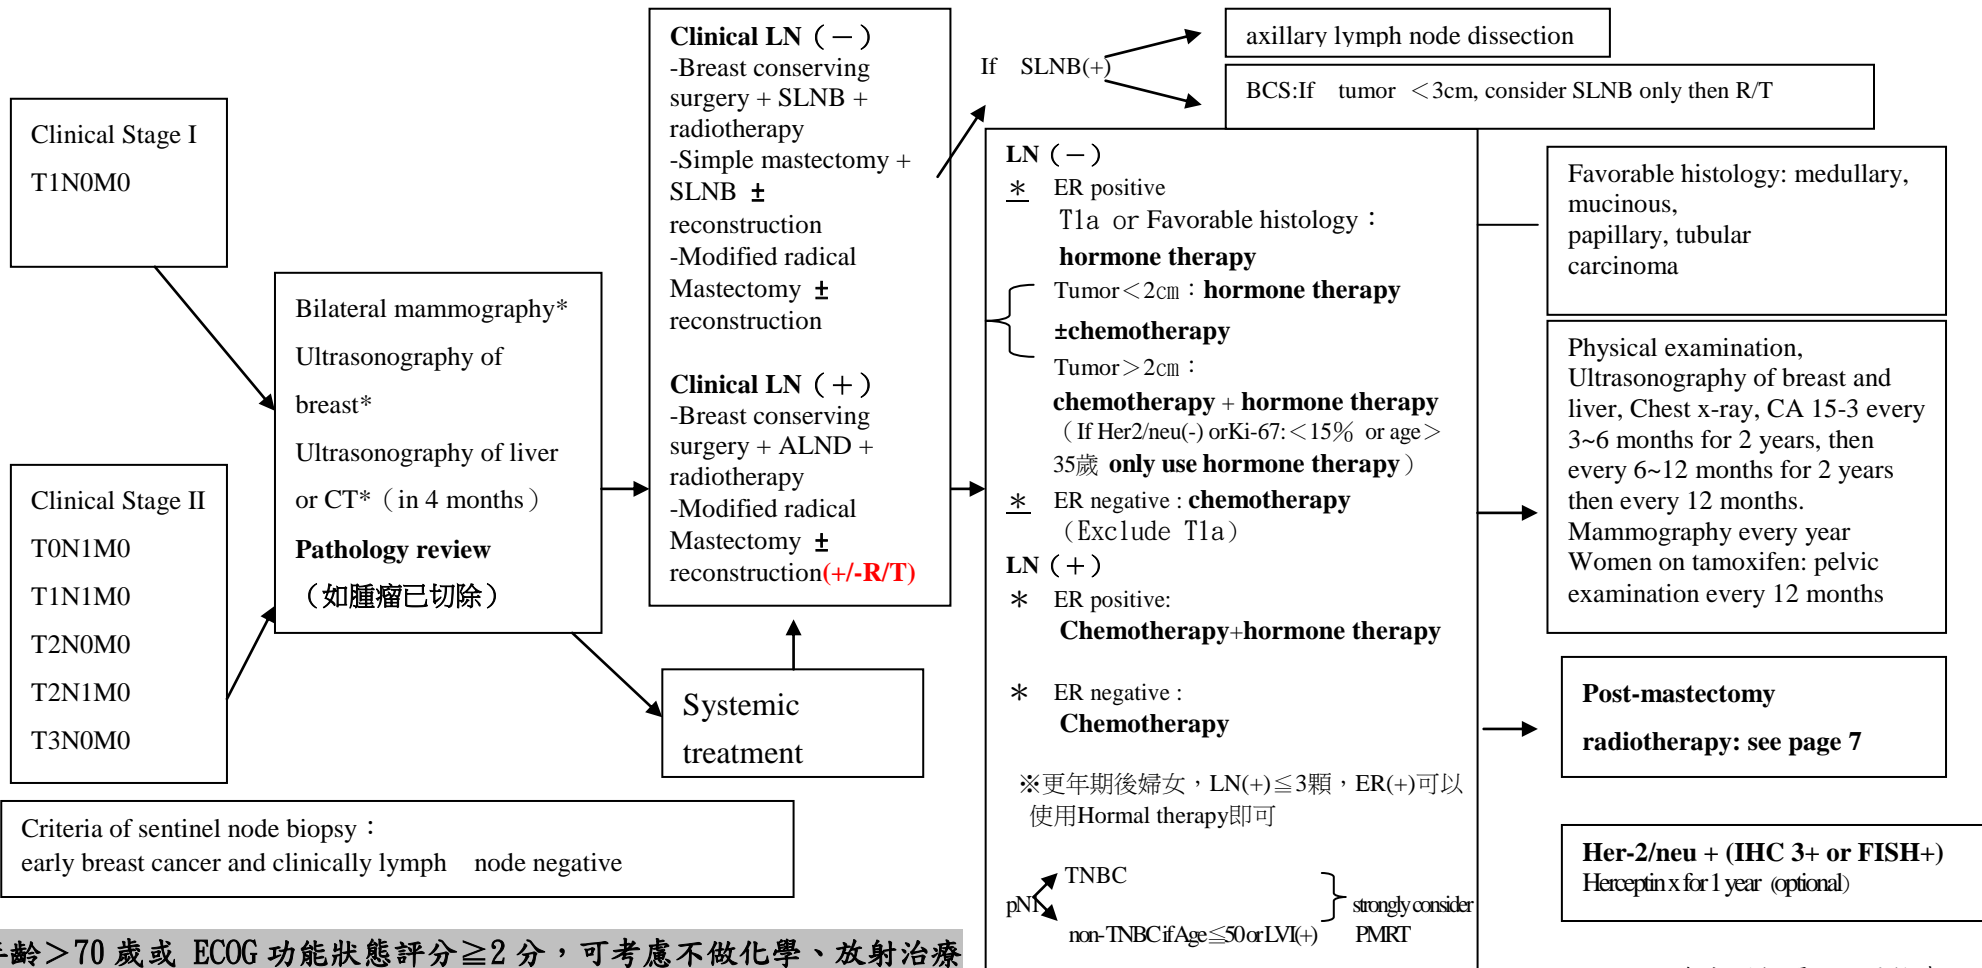 Clinical Stage I
T1N0M0
Clinical Stage II
T0N1M0
T1N1M0
T2N0M0
T2N1M0
T3N0M0
Bilateral mammography*
Ultrasonography of
breast*
Ultrasonography of liver
or CT*（in 4 months）
Pathology review
（如腫瘤已切除）
Clinical LN（－）
-Breast conserving
surgery + SLNB +
radiotherapy
-Simple mastectomy +
SLNB ±
reconstruction
-Modified radical
Mastectomy ±
reconstruction
Clinical LN（＋）
-Breast conserving
surgery + ALND +
radiotherapy
-Modified radical
Mastectomy ±
reconstruction(+/-R/T)
Systemic
treatment
If SLNB(+)
axillary lymph node dissection
BCS:If tumor ＜3cm, consider SLNB only then R/T
LN（－）
＊ ER positive
T1a or Favorable histology：
hormone therapy
Tumor＜2㎝：hormone therapy
±chemotherapy
Tumor＞2㎝：
chemotherapy + hormone therapy
（If Her2/neu(-) orKi-67:＜15% or age＞
35歲 only use hormone therapy）
＊ ER negative : chemotherapy
（Exclude T1a）
LN（＋）
＊ ER positive:
Chemotherapy+hormone therapy
＊ ER negative :
Chemotherapy
※更年期後婦女，LN(+)≦3顆，ER(+)可以
使用Hormal therapy即可
pN1
TNBC
non-TNBC if Age≦50 or LVI(+)
strongly consider
PMRT
Favorable histology: medullary,
mucinous,
papillary, tubular
carcinoma
Physical examination,
Ultrasonography of breast and
liver, Chest x-ray, CA 15-3 every
3~6 months for 2 years, then
every 6~12 months for 2 years
then every 12 months.
Mammography every year
Women on tamoxifen: pelvic
examination every 12 months
Post-mastectomy
radiotherapy: see page 7
Her-2/neu + (IHC 3+ or FISH+)
Herceptin x for 1 year (optional)
Criteria of sentinel node biopsy：
early breast cancer and clinically lymph node negative
年齡＞70 歲或 ECOG 功能狀態評分≧2 分，可考慮不做化學、放射治療